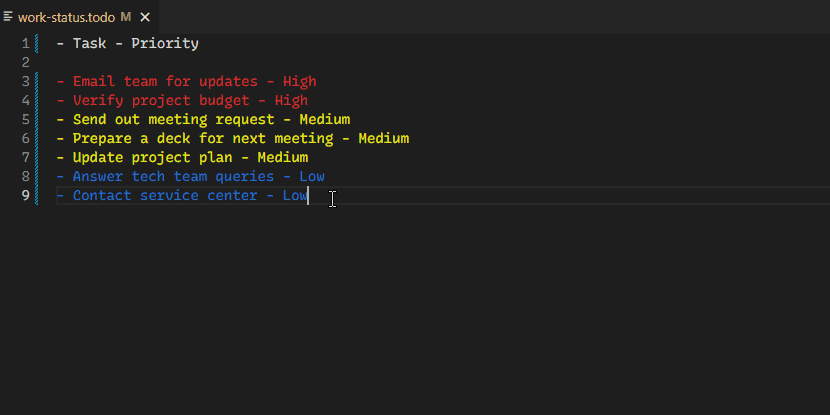 work-status.todo M
1 - Task - Priority
2
3 - Email team for updates - High
4 - Verify project budget - High
5 - Send out meeting request - Medium
6 - Prepare a deck for next meeting - Medium
7 - Update project plan - Medium
8 - Answer tech team queries - Low
9 - Contact service center - Low